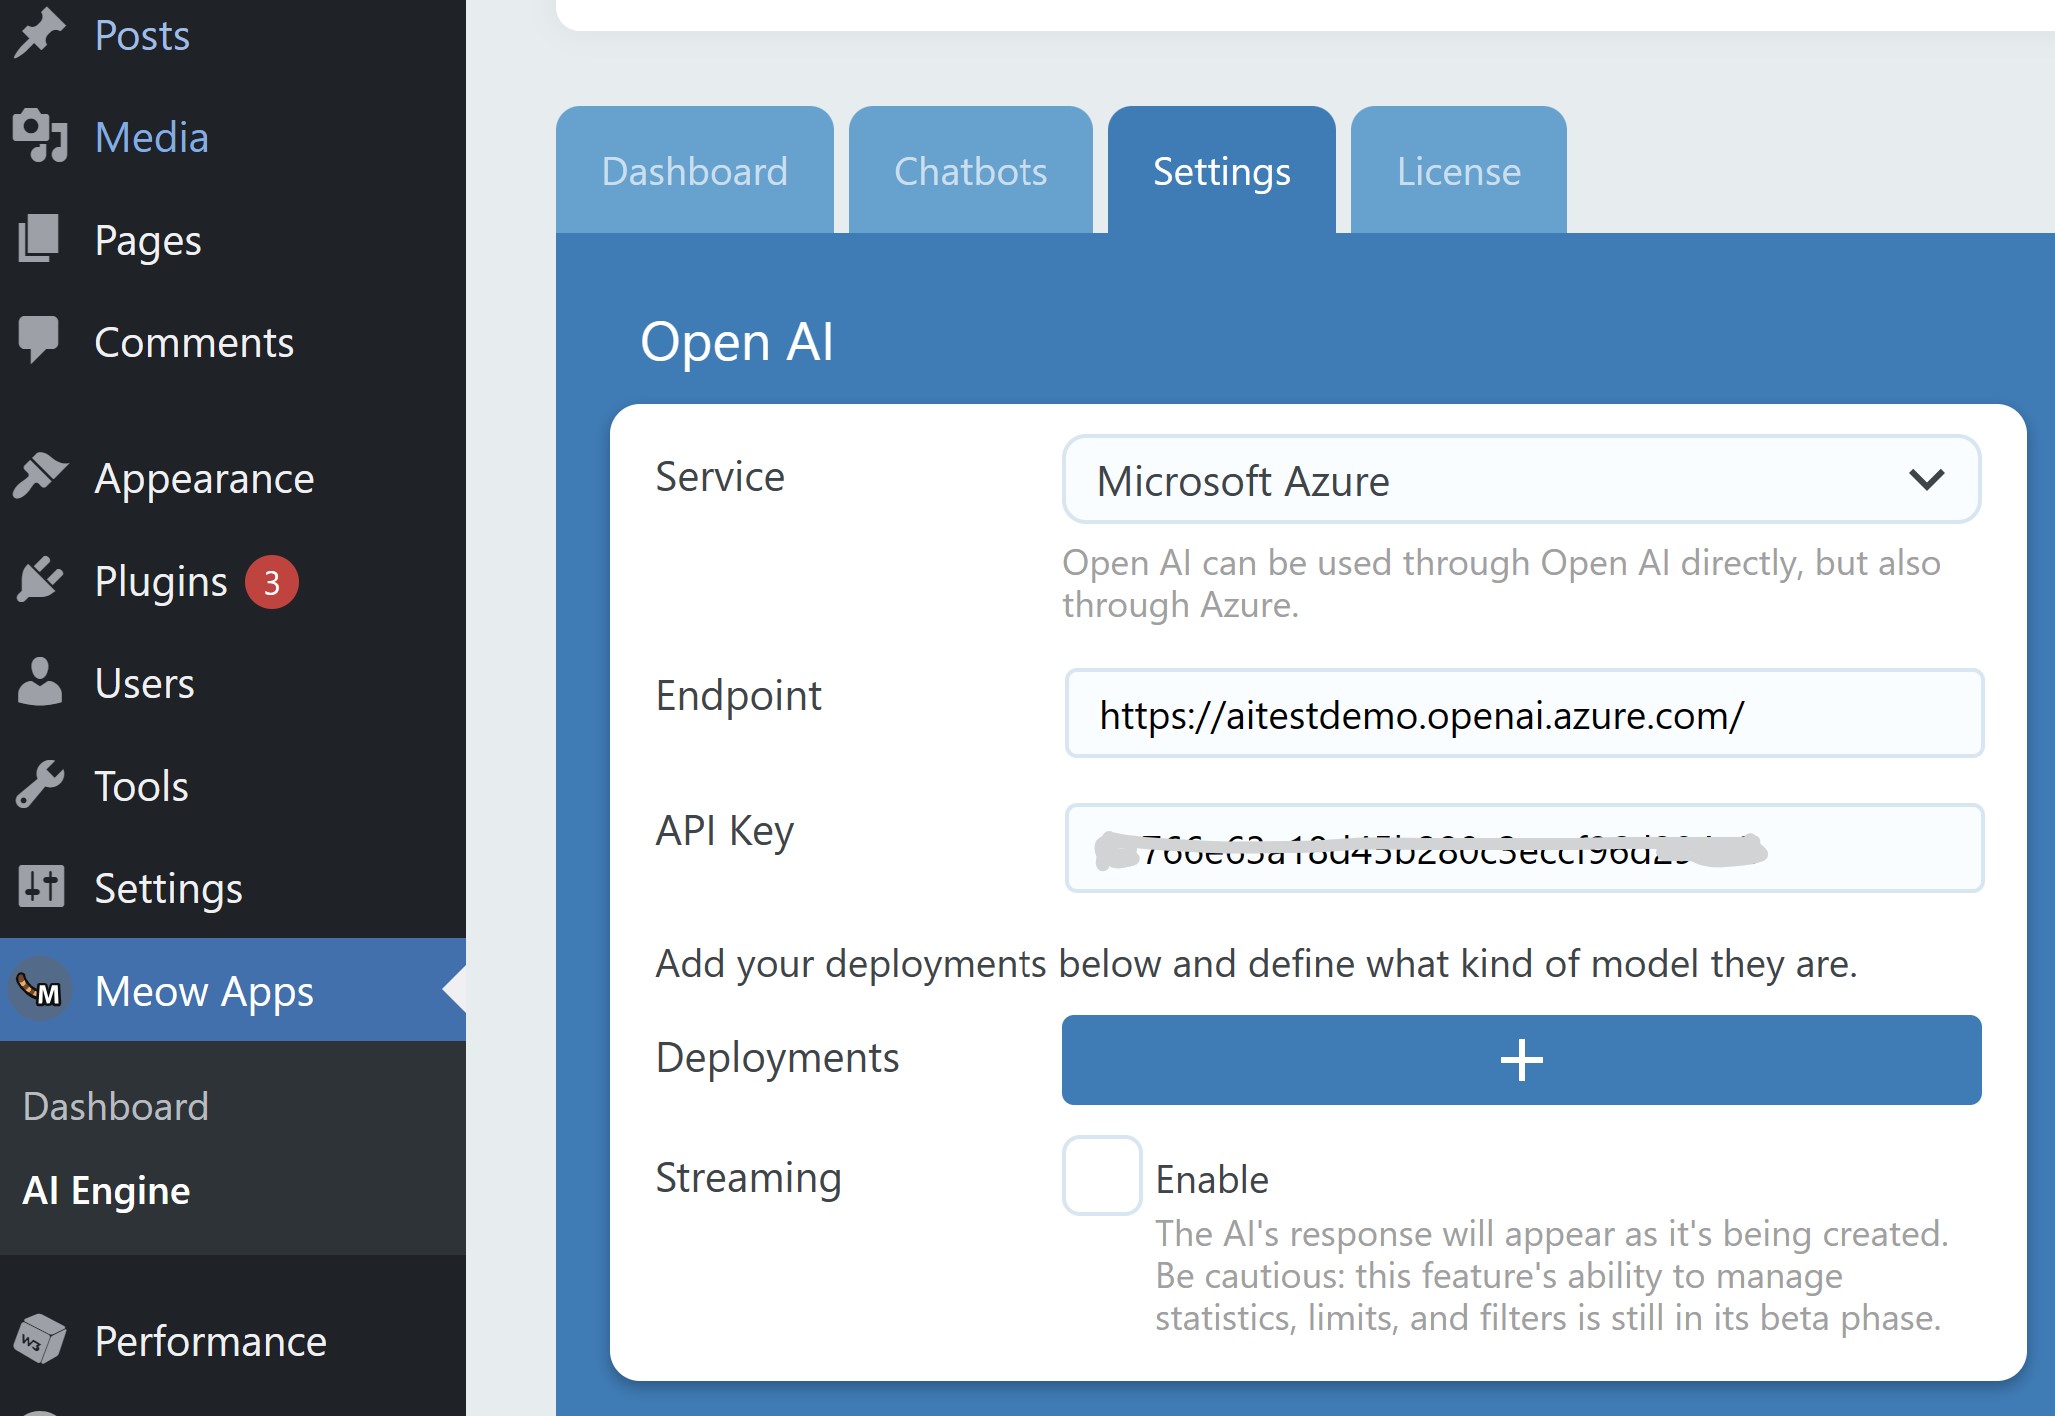 Posts
Media
Pages
Comments
Appearance
Plugins 3
Users
Tools
Settings
M Meow Apps
Dashboard
AI Engine
W3 Performance
Dashboard
Chatbots
Settings
License
Open AI
Service
Microsoft Azure
Open AI can be used through Open AI directly, but also
through Azure.
Endpoint
https://aitestdemo.openai.azure.com/
API Key
Add your deployments below and define what kind of model they are.
Deployments
+
Streaming
Enable
The AI's response will appear as it's being created.
Be cautious: this feature's ability to manage
statistics, limits, and filters is still in its beta phase.